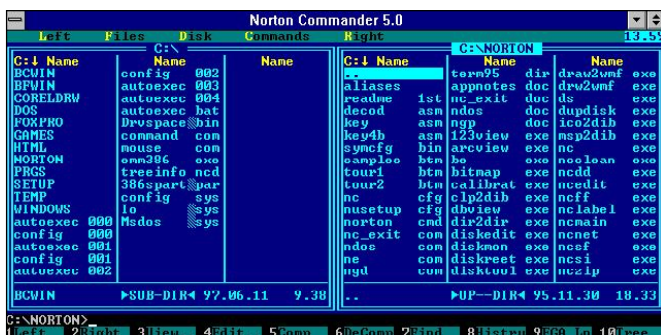 Norton Commander 5.0
Left Files Disk Commands Right 13.55
C:\ C:\NORTON
C:↓ Name Name Name C:↓ Name Name Name
BCWIN config 002 .. term95 dir draw2wmf exe
BFWIN autoexec 003 aliases appnotes doc drw2wmf exe
CORELDRW autoexec 004 readme 1st nc_exit doc ds exe
DOS autoexec bat decod asm ndos doc dupdisk exe
FOXPRO Drvspace░bin key asm ngp doc ico2dib exe
GAMES command com key4b asm 123view exe msp2dib exe
HTML mouse com symcfg bin arcview exe nc exe
NORTON emm386 exe samples btm be exe ncclean exe
PRGS treeinfo ncd tour1 btm bitmap exe ncdd exe
SETUP 386spart░par tour2 btm calibrat exe ncedit exe
TEMP config sys nc cfg clp2dib exe ncff exe
WINDOWS Io ░sys nusetup cfg dbview exe nclabel exe
autoexec 000 Msdos ░sys norton cmd dir2dir exe ncmain exe
config 000 nc_exit com diskedit exe ncnet exe
autoexec 001 ndos com diskmon exe ncsf exe
config 001 ne com diskreet exe ncsi exe
autoexec 002 ngd com disktool exe nczip exe
BCWIN ►SUB-DIR◄ 97.06.11 9.38 .. ►UP--DIR◄ 95.11.30 18.33
C:\NORTON>_
1Left 2Right 3View 4Edit 5Comp 6DeComp 2Find 8Histry 9EGA Ln 10Tree